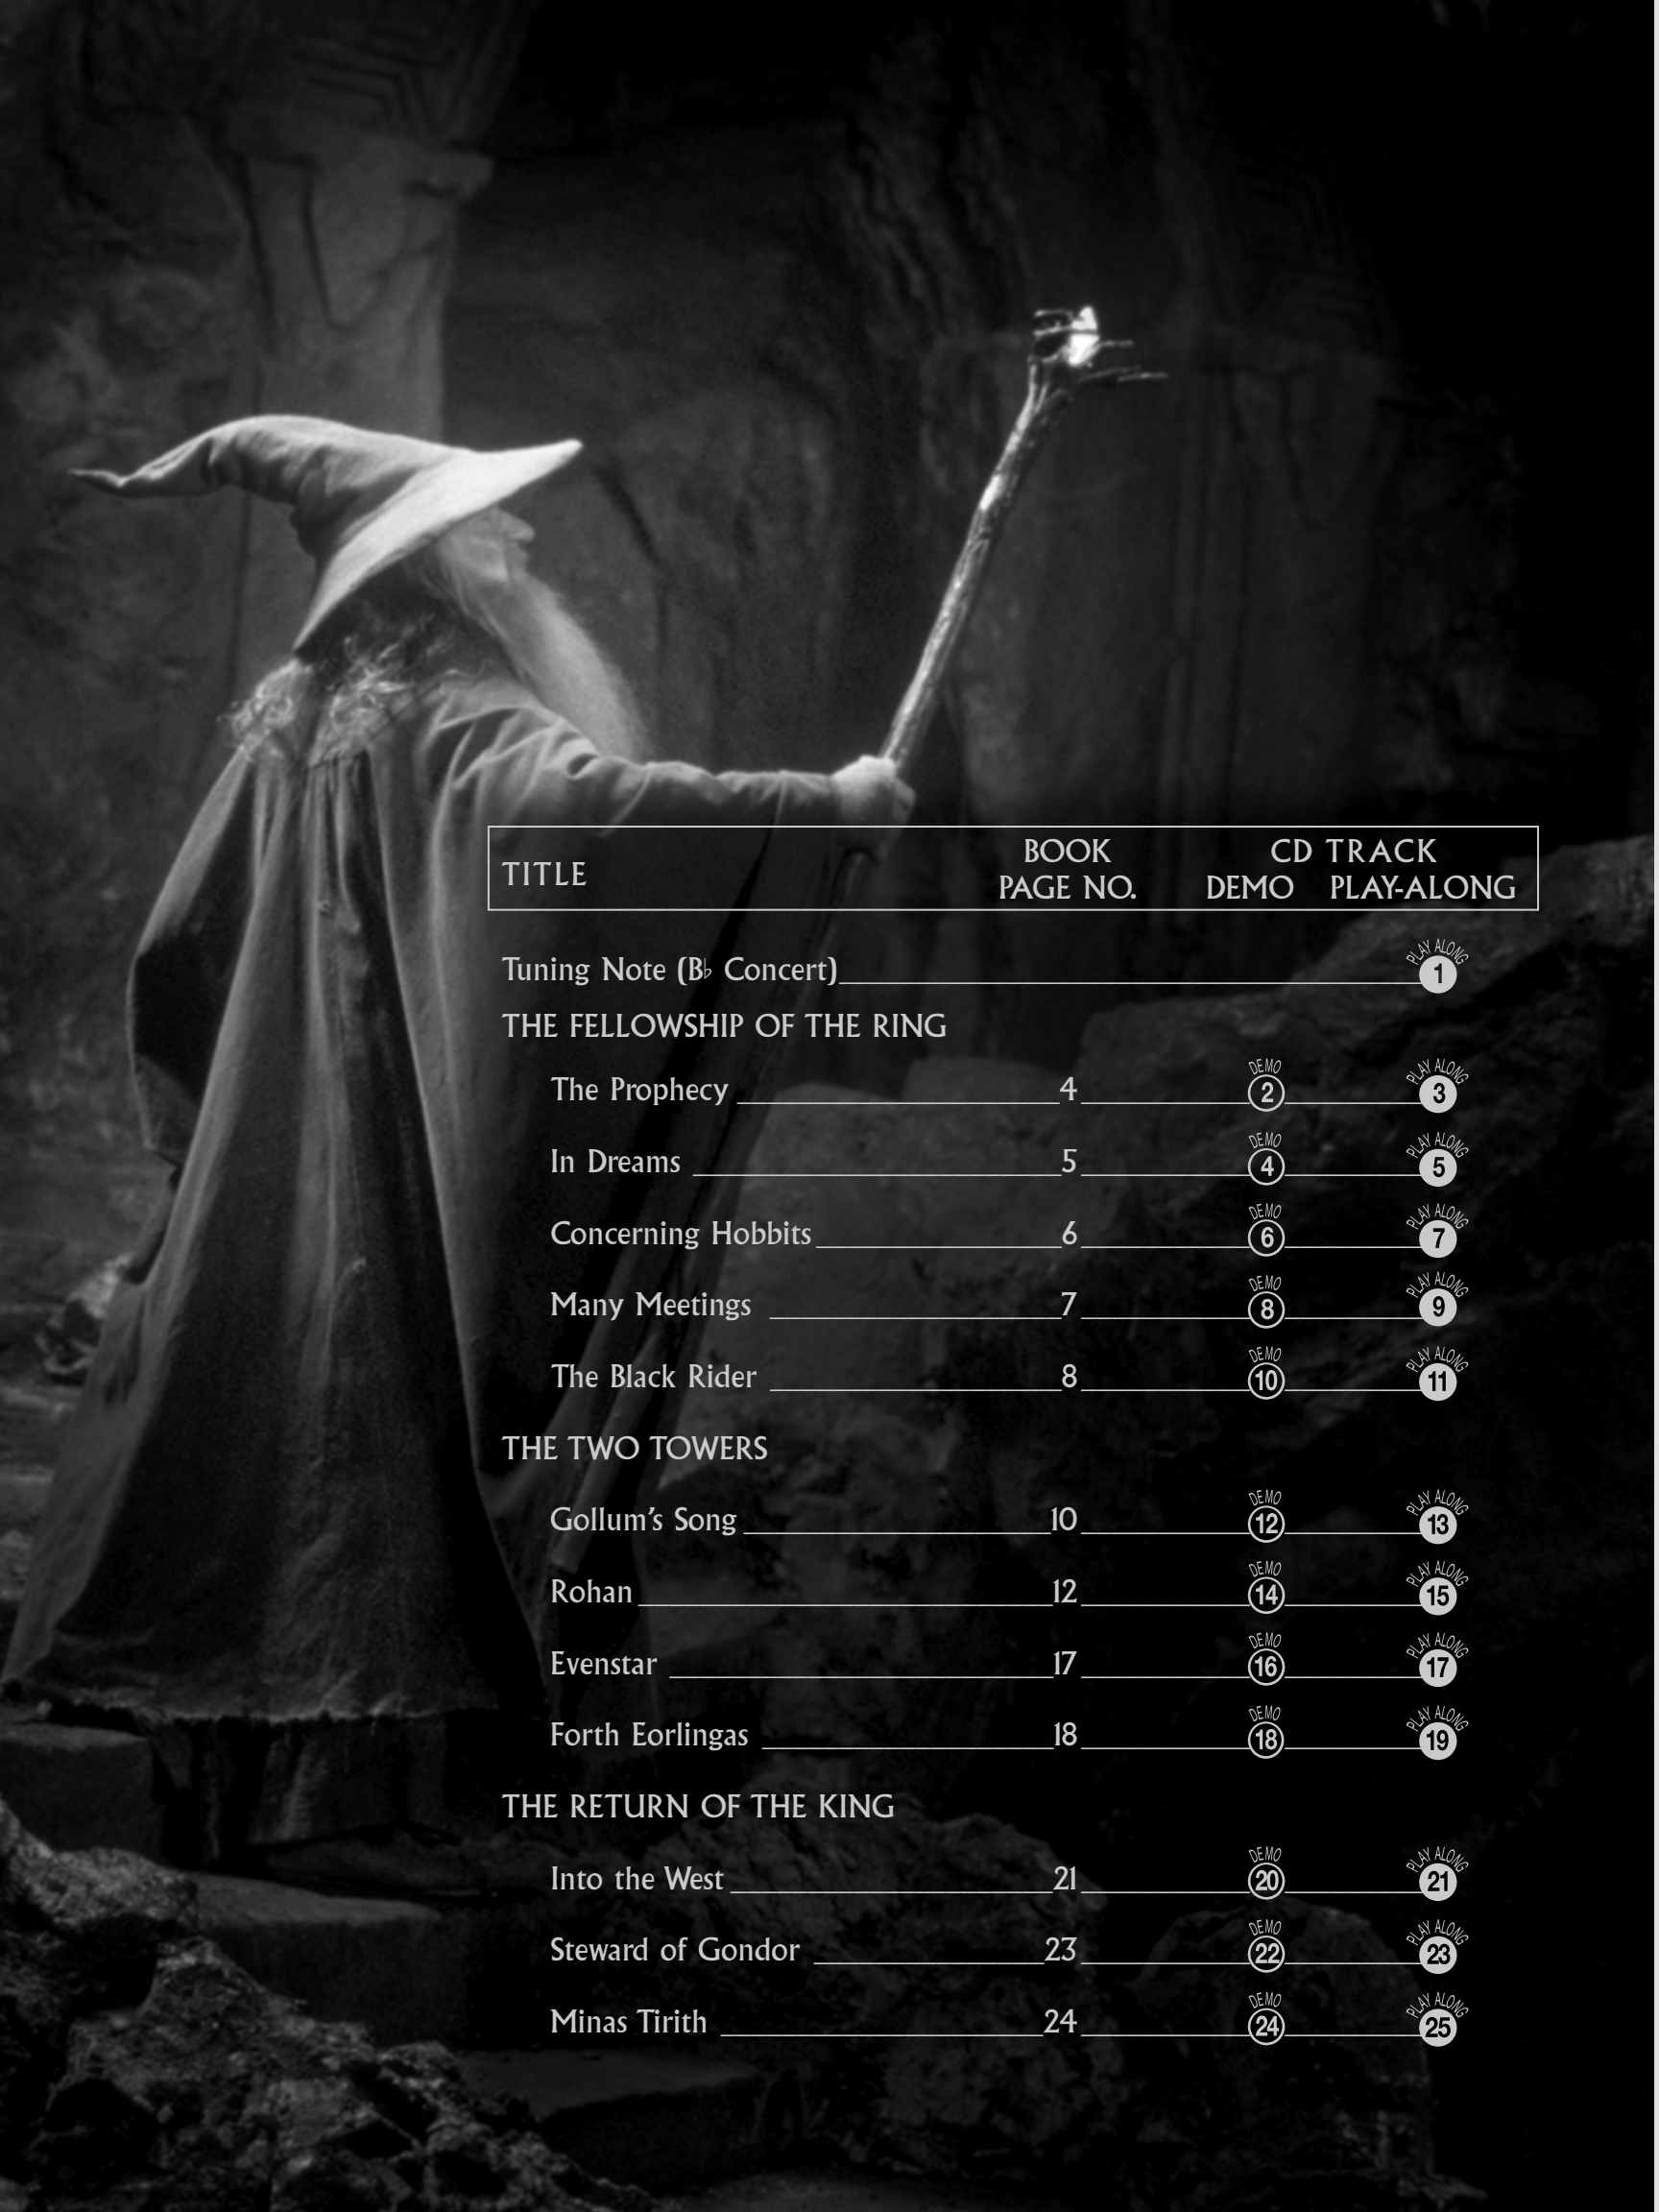 TITLE
BOOK
PAGE NO.
CD TRACK
DEMO PLAY-ALONG
Tuning Note (B♭ Concert) PLAY ALONG 1
THE FELLOWSHIP OF THE RING
The Prophecy 4 DEMO 2 PLAY ALONG 3
In Dreams 5 DEMO 4 PLAY ALONG 5
Concerning Hobbits 6 DEMO 6 PLAY ALONG 7
Many Meetings 7 DEMO 8 PLAY ALONG 9
The Black Rider 8 DEMO 10 PLAY ALONG 11
THE TWO TOWERS
Gollum's Song 10 DEMO 12 PLAY ALONG 13
Rohan 12 DEMO 14 PLAY ALONG 15
Evenstar 17 DEMO 16 PLAY ALONG 17
Forth Eorlingas 18 DEMO 18 PLAY ALONG 19
THE RETURN OF THE KING
Into the West 21 DEMO 20 PLAY ALONG 21
Steward of Gondor 23 DEMO 22 PLAY ALONG 23
Minas Tirith 24 DEMO 24 PLAY ALONG 25